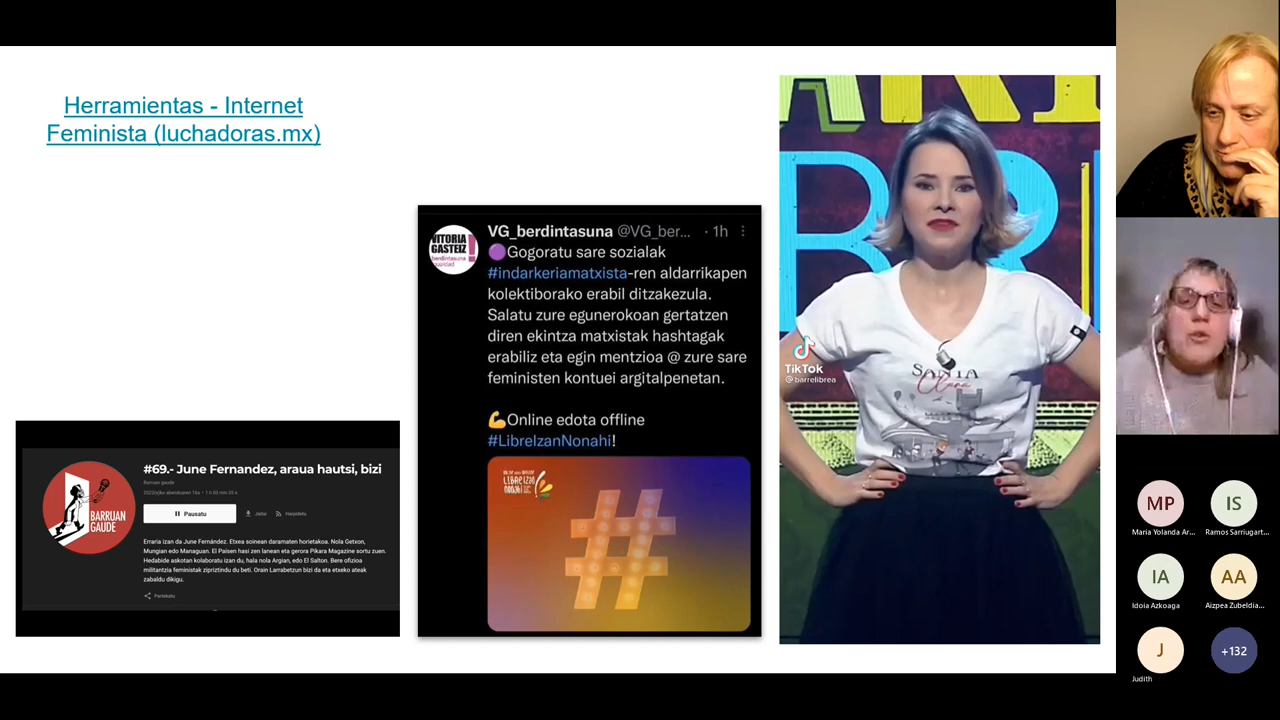 Herramientas - Internet
Feminista (luchadoras.mx)
#69.- June Fernandez, araua hautsi, bizi
Barruan gaude
BARRUAN
GAUDE
Pausatu
Jaitsi
Harpidetu
Erraria izan da June Fernández. Etxea soinean daramaten horietakoa. Nola Getxon,
Mungian edo Managuan. El Paisen hasi zen lanean eta gerora Pikara Magazine sortu zuen.
Hedabide askotan kolaboratu izan du, hala nola Argian, edo El Salton. Bere ofizioa
militantzia feministak zipriztindu du beti. Orain Larrabetzun bizi da eta etxeko ateak
zabaldu dikigu.
Partekatu
VITORIA
GASTEIZ
berdintasuna
igualdad
VG_berdintasuna @VG_ber... · 1h
Gogoratu sare sozialak
#indarkeriamatxista-ren aldarrikapen
kolektiborako erabil ditzakezula.
Salatu zure egunerokoan gertatzen
diren ekintza matxistak hashtagak
erabiliz eta egin mentzioa @ zure sare
feministen kontuei argitalpenetan.
💪Online edota offline
#LibreIzanNonahi!
#
TikTok
@barrelibrea
SANTA
Clara
MP
Maria Yolanda Ar...
IS
Ramos Sarriugart...
IA
Idoia Azkoaga
AA
Aizpea Zubeldia...
J
Judith
+132